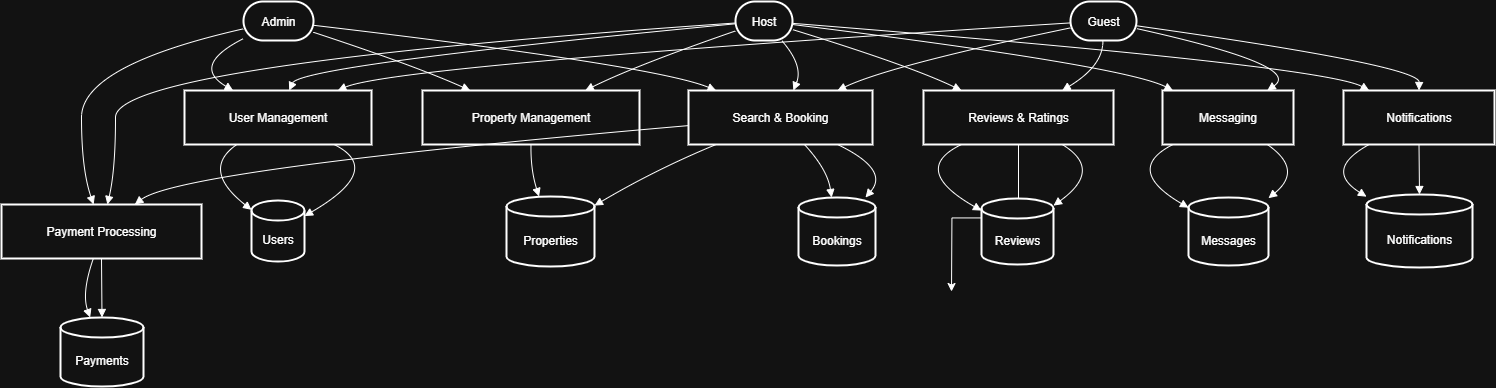 Admin
Host
Guest
User Management
Property Management
Search & Booking
Reviews & Ratings
Messaging
Notifications
Payment Processing
Users
Properties
Bookings
Reviews
Messages
Notifications
Payments